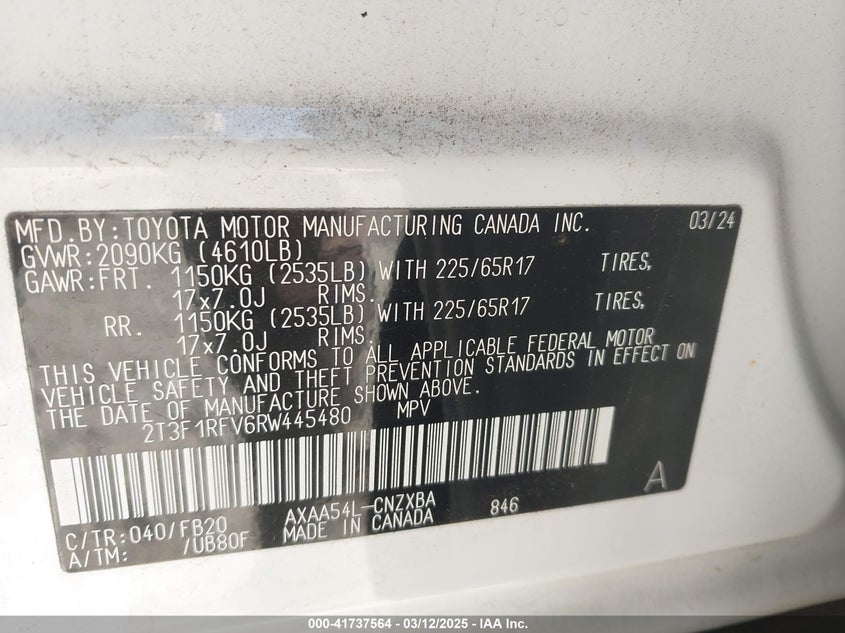 MFD.BY:TOYOTA MOTOR MANUFACTURING CANADA INC. 03/24
GVWR:2090KG (4610LB)
GAWR:FRT. 1150KG (2535LB) WITH 225/65R17 TIRES,
17x7.0J RIMS.
RR. 1150KG (2535LB) WITH 225/65R17 TIRES,
17x7.0J RIMS.
THIS VEHICLE CONFORMS TO ALL APPLICABLE FEDERAL MOTOR
VEHICLE SAFETY AND THEFT PREVENTION STANDARDS IN EFFECT ON
THE DATE OF MANUFACTURE SHOWN ABOVE.
2T3F1RFV6RW445480 MPV
A
C/TR:040/FB20 AXAA54L-CNZXBA 846
A/TM: /UB80F MADE IN CANADA
000-41737564 - 03/12/2025 - IAA Inc.